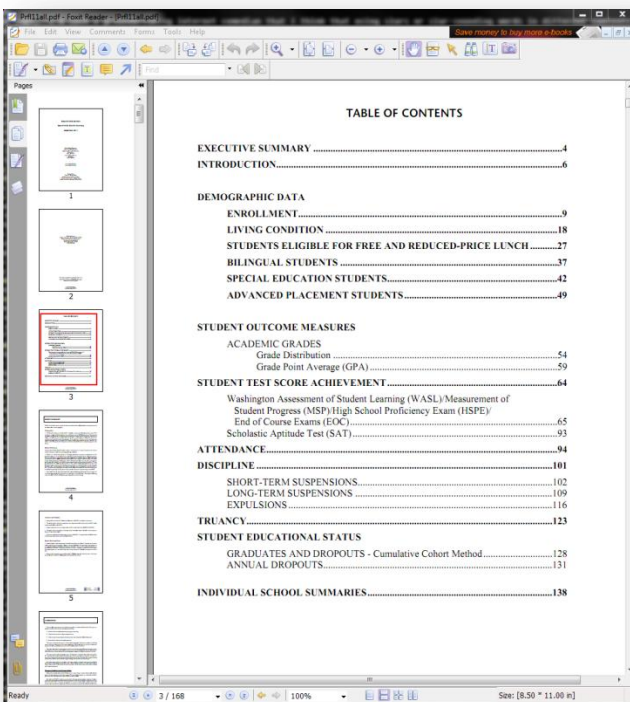 Prfl11all.pdf - Foxit Reader - [Prfl11all.pdf]
File Edit View Comments Forms Tools Help
Save money to buy more e-books
Find
Pages
1
2
3
4
5
TABLE OF CONTENTS
EXECUTIVE SUMMARY ..... 4
INTRODUCTION..... 6
DEMOGRAPHIC DATA
ENROLLMENT..... 9
LIVING CONDITION ..... 18
STUDENTS ELIGIBLE FOR FREE AND REDUCED-PRICE LUNCH ..... 27
BILINGUAL STUDENTS ..... 37
SPECIAL EDUCATION STUDENTS..... 42
ADVANCED PLACEMENT STUDENTS..... 49
STUDENT OUTCOME MEASURES
ACADEMIC GRADES
Grade Distribution ..... 54
Grade Point Average (GPA) ..... 59
STUDENT TEST SCORE ACHIEVEMENT..... 64
Washington Assessment of Student Learning (WASL)/Measurement of
Student Progress (MSP)/High School Proficiency Exam (HSPE)/
End of Course Exams (EOC)..... 65
Scholastic Aptitude Test (SAT) ..... 93
ATTENDANCE..... 94
DISCIPLINE ..... 101
SHORT-TERM SUSPENSIONS ..... 102
LONG-TERM SUSPENSIONS ..... 109
EXPULSIONS ..... 116
TRUANCY..... 123
STUDENT EDUCATIONAL STATUS
GRADUATES AND DROPOUTS - Cumulative Cohort Method..... 128
ANNUAL DROPOUTS..... 131
INDIVIDUAL SCHOOL SUMMARIES..... 138
Ready
3 / 168
100%
Size: [8.50 * 11.00 in]